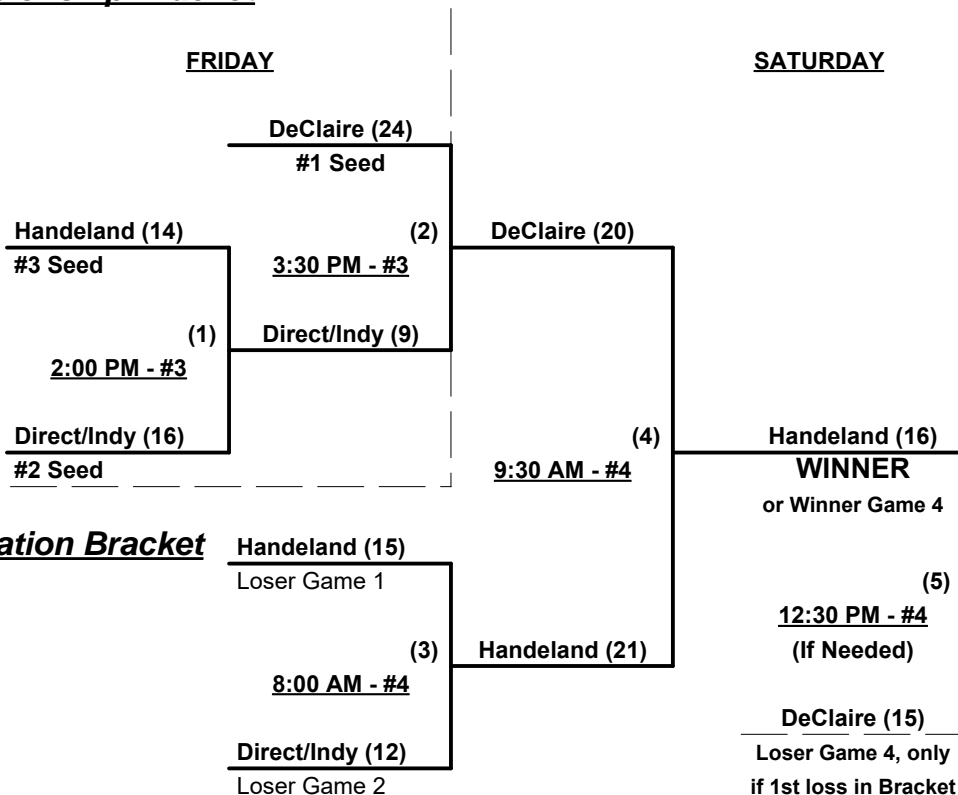 FRIDAY
SATURDAY
DeClaire (24)
#1 Seed
Handeland (14)
#3 Seed
(2)
3:30 PM - #3
DeClaire (20)
(1)
2:00 PM - #3
Direct/Indy (9)
Direct/Indy (16)
#2 Seed
(4)
9:30 AM - #4
Handeland (16)
WINNER
or Winner Game 4
Bracket
Handeland (15)
Loser Game 1
(3)
8:00 AM - #4
Handeland (21)
(5)
12:30 PM - #4
(If Needed)
Direct/Indy (12)
Loser Game 2
DeClaire (15)
Loser Game 4, only
if 1st loss in Bracket